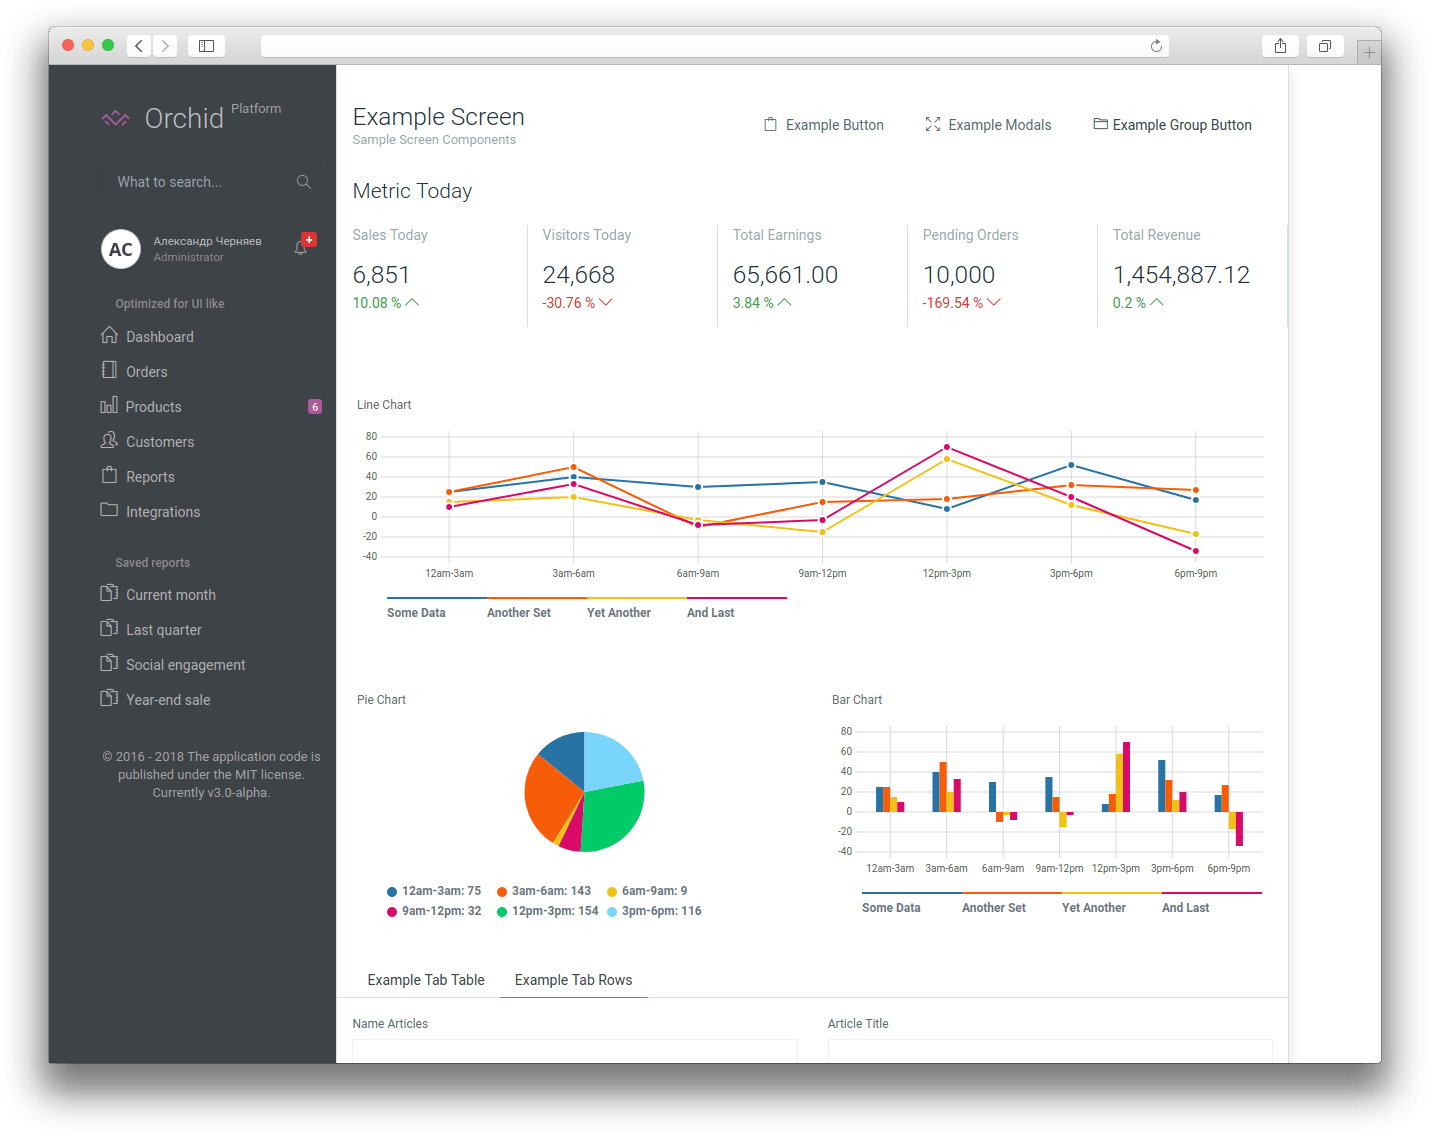 Orchid Platform
What to search...
AC
Александр Черняев
Administrator
+
Optimized for UI like
Dashboard
Orders
Products 6
Customers
Reports
Integrations
Saved reports
Current month
Last quarter
Social engagement
Year-end sale
© 2016 - 2018 The application code is
published under the MIT license.
Currently v3.0-alpha.
Example Screen
Sample Screen Components
Example Button Example Modals Example Group Button
Metric Today
Sales Today Visitors Today Total Earnings Pending Orders Total Revenue
6,851 24,668 65,661.00 10,000 1,454,887.12
10.08 % -30.76 % 3.84 % -169.54 % 0.2 %
Line Chart
80
60
40
20
0
-20
-40
12am-3am 3am-6am 6am-9am 9am-12pm 12pm-3pm 3pm-6pm 6pm-9pm
Some Data Another Set Yet Another And Last
Pie Chart
12am-3am: 75 3am-6am: 143 6am-9am: 9
9am-12pm: 32 12pm-3pm: 154 3pm-6pm: 116
Bar Chart
80
60
40
20
0
-20
-40
12am-3am 3am-6am 6am-9am 9am-12pm 12pm-3pm 3pm-6pm 6pm-9pm
Some Data Another Set Yet Another And Last
Example Tab Table Example Tab Rows
Name Articles Article Title